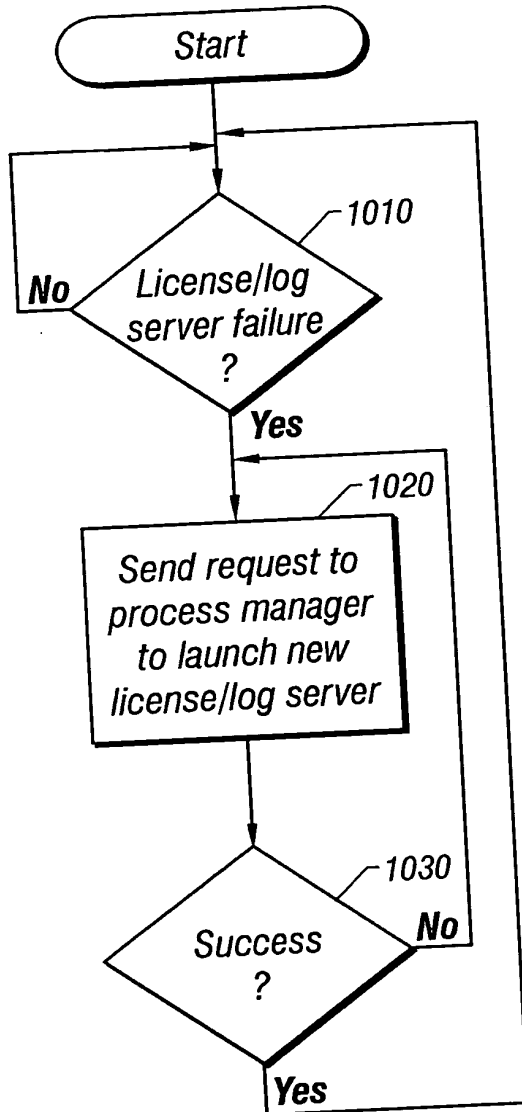 Start
1010
No
License/log
server failure
?
Yes
1020
Send request to
process manager
to launch new
license/log server
1030
Success
?
No
Yes